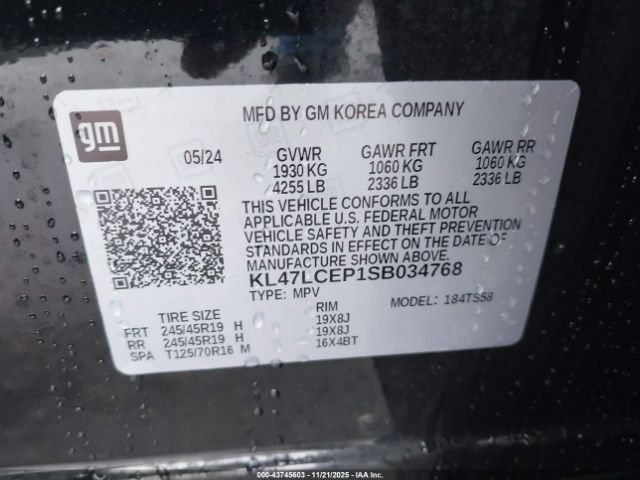 MFD BY GM KOREA COMPANY
gm
05/24 GVWR GAWR FRT GAWR RR
1930 KG 1060 KG 1060 KG
4255 LB 2336 LB 2336 LB
THIS VEHICLE CONFORMS TO ALL
APPLICABLE U.S. FEDERAL MOTOR
VEHICLE SAFETY AND THEFT PREVENTION
STANDARDS IN EFFECT ON THE DATE OF
MANUFACTURE SHOWN ABOVE.
KL47LCEP1SB034768
TYPE: MPV MODEL: 184TS58
TIRE SIZE RIM
FRT 245/45R19 H 19X8J
RR 245/45R19 H 19X8J
SPA T125/70R16 M 16X4BT
©© 00-43745603 - 11/21/2025 - IAA Inc. ©©